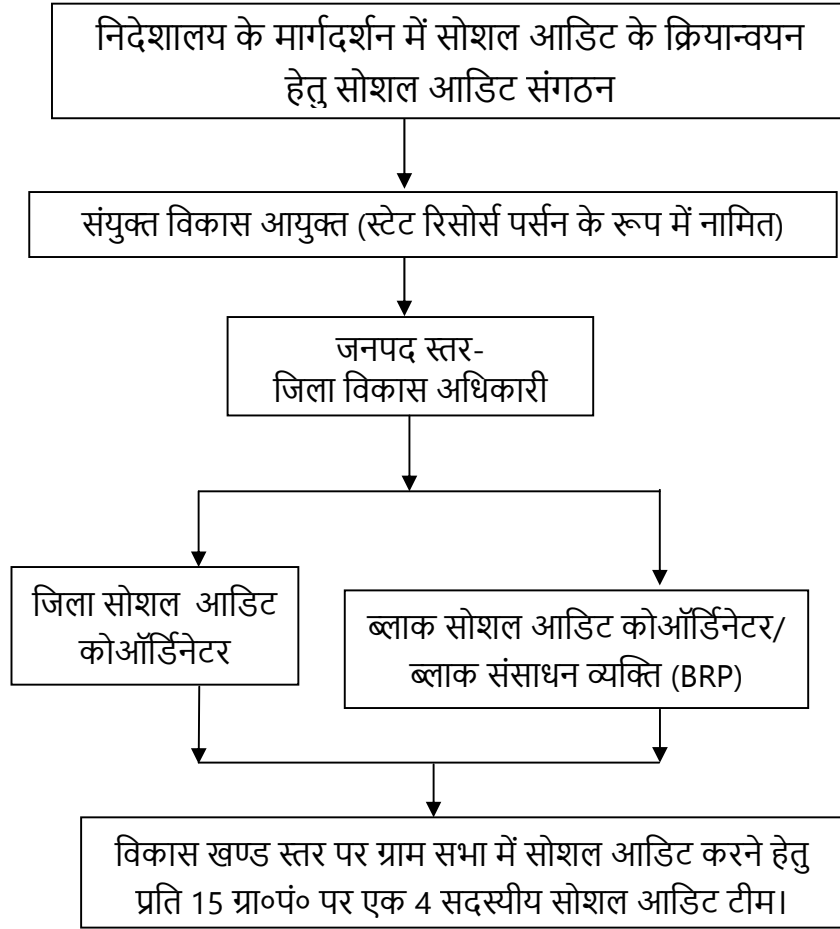 निदेशालय के मार्गदर्शन में सोशल आडिट के क्रियान्वयन
हेतु सोशल आडिट संगठन
संयुक्त विकास आयुक्त (स्टेट रिसोर्स पर्सन के रूप में नामित)
जनपद स्तर-
जिला विकास अधिकारी
जिला सोशल आडिट
कोऑर्डिनेटर
ब्लाक सोशल आडिट कोऑर्डिनेटर/
ब्लाक संसाधन व्यक्ति (BRP)
विकास खण्ड स्तर पर ग्राम सभा में सोशल आडिट करने हेतु
प्रति 15 ग्रा०पं० पर एक 4 सदस्यीय सोशल आडिट टीम।